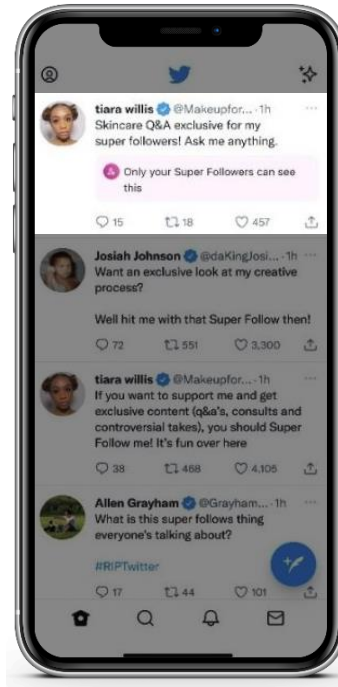 tiara willis @Makeupfor... · 1h
Skincare Q&A exclusive for my
super followers! Ask me anything.
Only your Super Followers can see
this
15 18 457
Josiah Johnson @daKingJosi... · 1h
Want an exclusive look at my creative
process?
Well hit me with that Super Follow then!
72 551 3,300
tiara willis @Makeupfor... · 1h
If you want to support me and get
exclusive content (q&a's, consults and
controversial takes), you should Super
Follow me! It's fun over here
38 468 4,105
Allen Grayham @Grayham... · 1h
What is this super follows thing
everyone's talking about?
#RIPTwitter
17 44 101